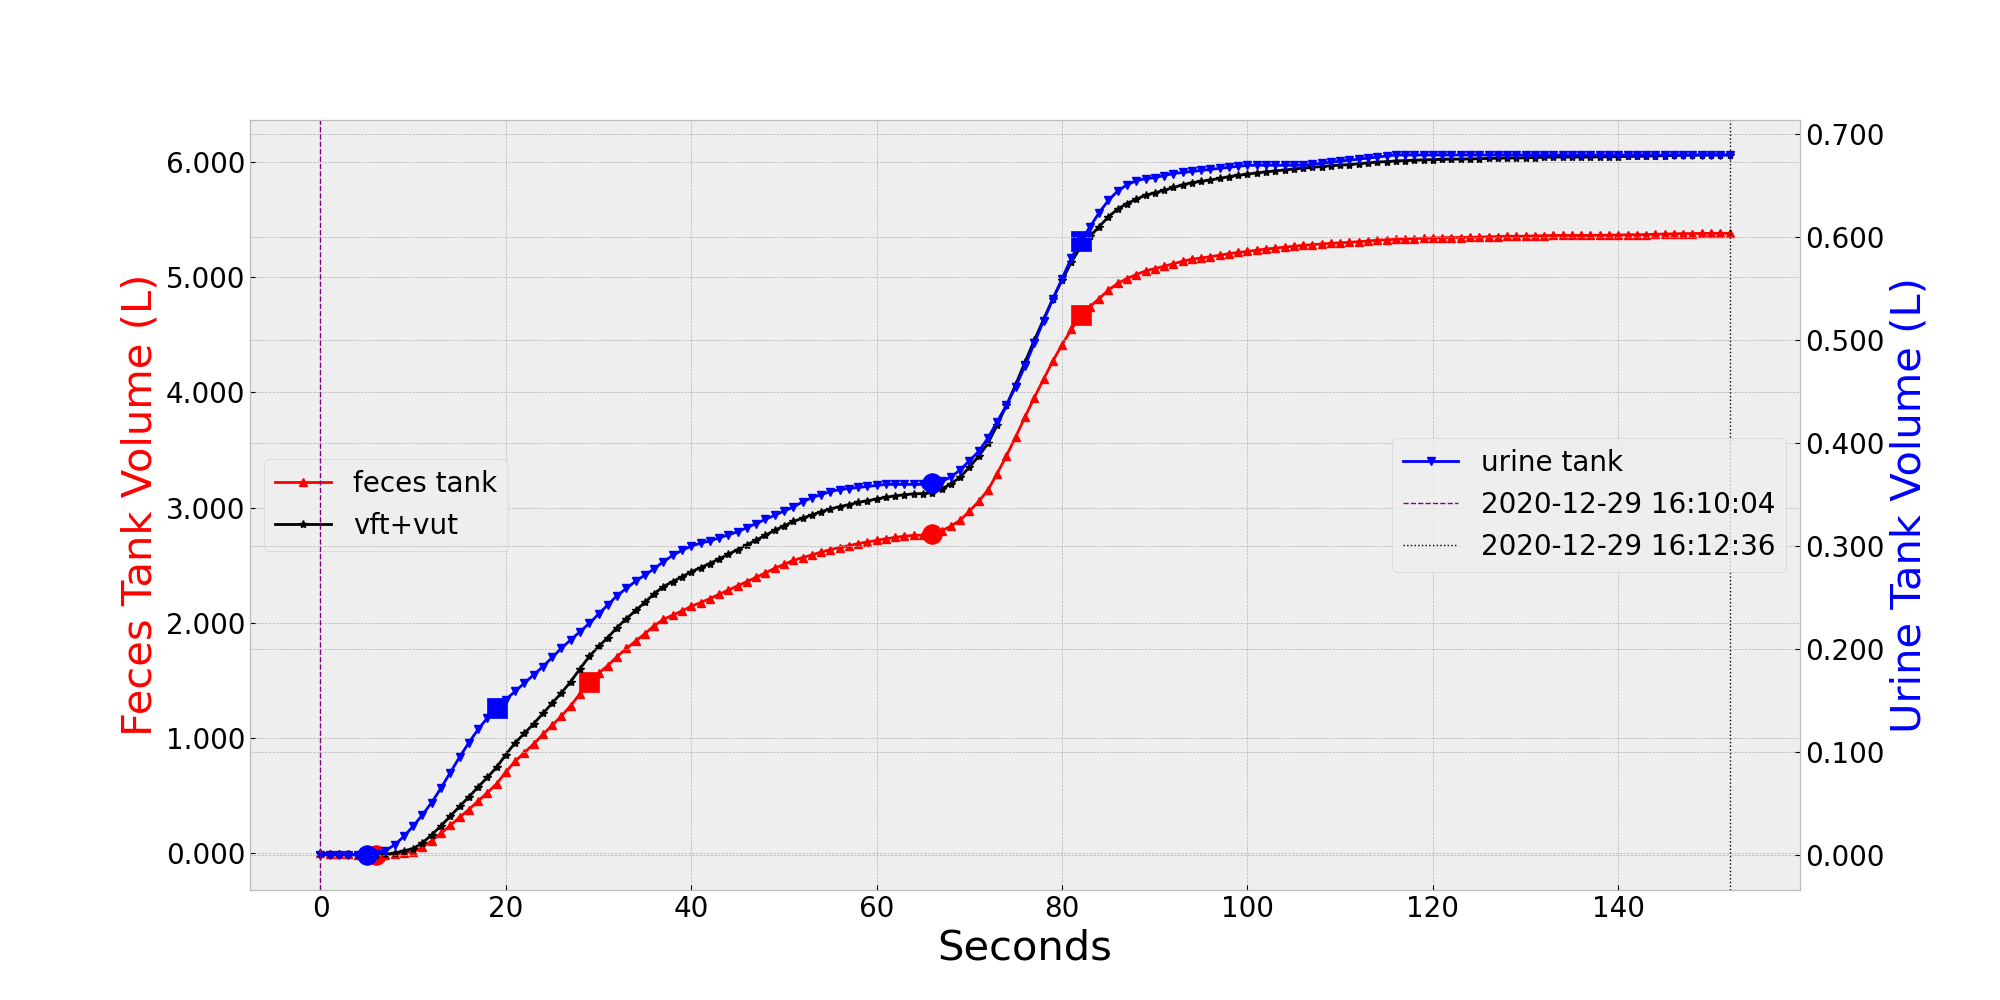 Feces Tank Volume (L)
6.000
5.000
4.000
3.000
2.000
1.000
0.000
feces tank
vft+vut
0.700
0.600
0.500
0.400
0.300
0.200
0.100
0.000
Urine Tank Volume (L)
urine tank
2020-12-29 16:10:04
2020-12-29 16:12:36
0 20 40 60 80 100 120 140
Seconds